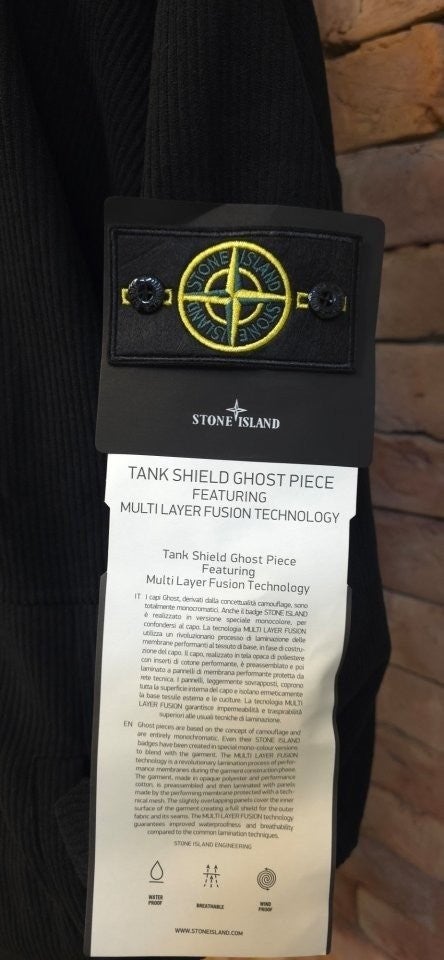 STONE ISLAND
STONE ISLAND
STONE ISLAND
TANK SHIELD GHOST PIECE
FEATURING
MULTI LAYER FUSION TECHNOLOGY
Tank Shield Ghost Piece
Featuring
Multi Layer Fusion Technology
IT I capi Ghost, derivati dalla concettualità camouflage, sono
totalmente monocromatici. Anche il badge STONE ISLAND
è realizzato in versione speciale monocolore, per
confondersi al capo. La tecnologia MULTI LAYER FUSION
utilizza un rivoluzionario processo di laminazione delle
membrane performanti al tessuto di base, in fase di costru-
zione del capo. Il capo, realizzato in tela opaca di poliestere
con inserti di cotone performante, è preassemblato e poi
laminato a pannelli di membrana performante protetta da
rete tecnica. I pannelli, leggermente sovrapposti, coprono
tutta la superficie interna del capo e isolano ermeticamente
la base tessile esterna e le cuciture. La tecnologia MULTI
LAYER FUSION garantisce impermeabilità e traspirabilità
superiori alle usuali tecniche di laminazione.
EN Ghost pieces are based on the concept of camouflage and
are entirely monochromatic. Even their STONE ISLAND
badges have been created in special mono-colour versions
to blend with the garment. The MULTI LAYER FUSION
technology is a revolutionary lamination process of perfor-
mance membranes during the garment construction phase.
The garment, made in opaque polyester and performance
cotton, is preassembled and then laminated with panels
made by the performing membrane protected with a tech-
nical mesh. The slightly overlapping panels cover the inner
surface of the garment creating a full shield for the outer
fabric and its seams. The MULTI LAYER FUSION technology
guarantees improved waterproofness and breathability
compared to the common lamination techniques.
STONE ISLAND ENGINEERING
WATER
PROOF
BREATHABLE
WIND
PROOF
WWW.STONEISLAND.COM